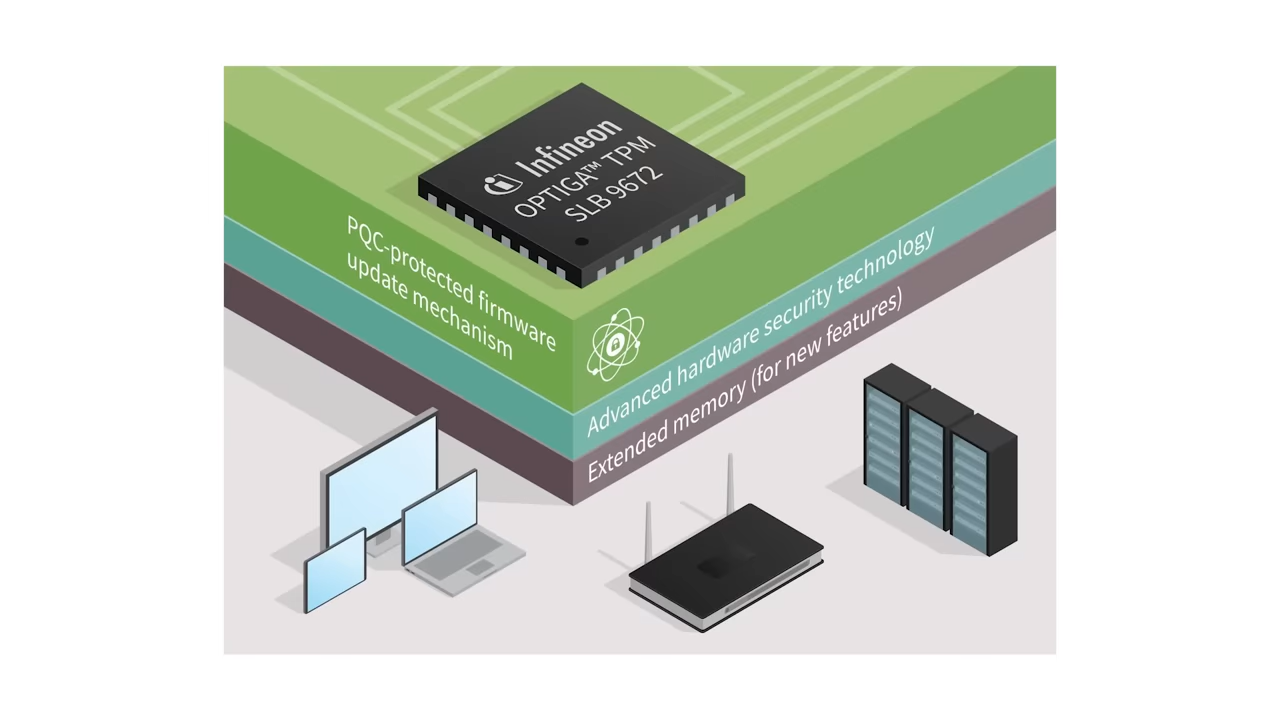 Infineon
OPTIGA™ TPM
SLB 9672
PQC-protected firmware
update mechanism
Advanced hardware security technology
Extended memory (for new features)